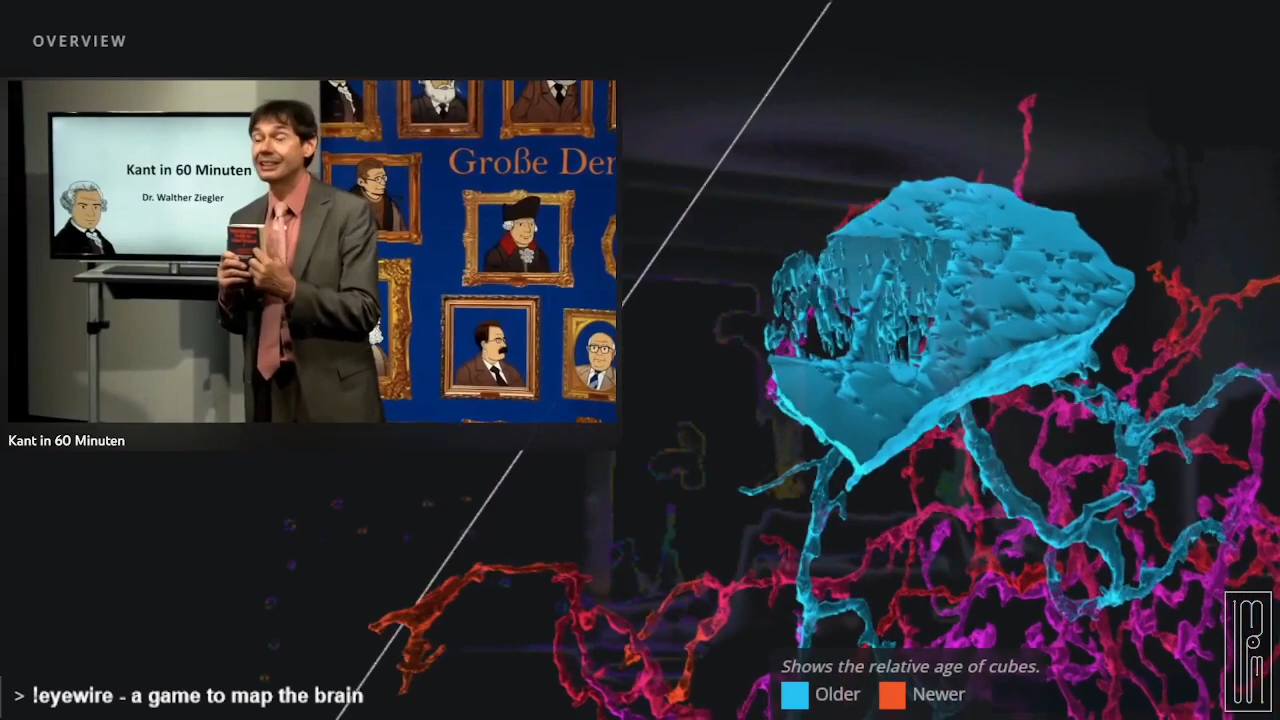 OVERVIEW
Kant in 60 Minuten
Dr. Walther Ziegler
Große Der
Kant in 60 Minuten
Shows the relative age of cubes.
Older
Newer
> !eyewire - a game to map the brain